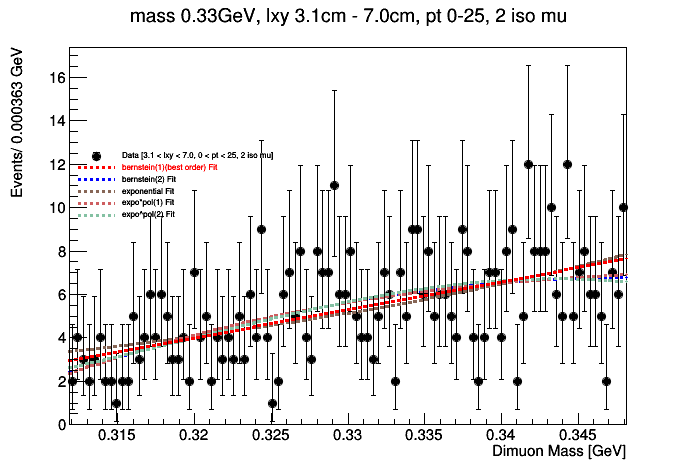 mass 0.33GeV, lxy 3.1cm - 7.0cm, pt 0-25, 2 iso mu
Events/ 0.000363 GeV
16
14
12
10
8
6
4
2
0
Data [3.1 < lxy < 7.0, 0 < pt < 25, 2 iso mu]
bernstein(1)(best order) Fit
bernstein(2) Fit
exponential Fit
expo*pol(1) Fit
expo*pol(2) Fit
0.315 0.32 0.325 0.33 0.335 0.34 0.345
Dimuon Mass [GeV]